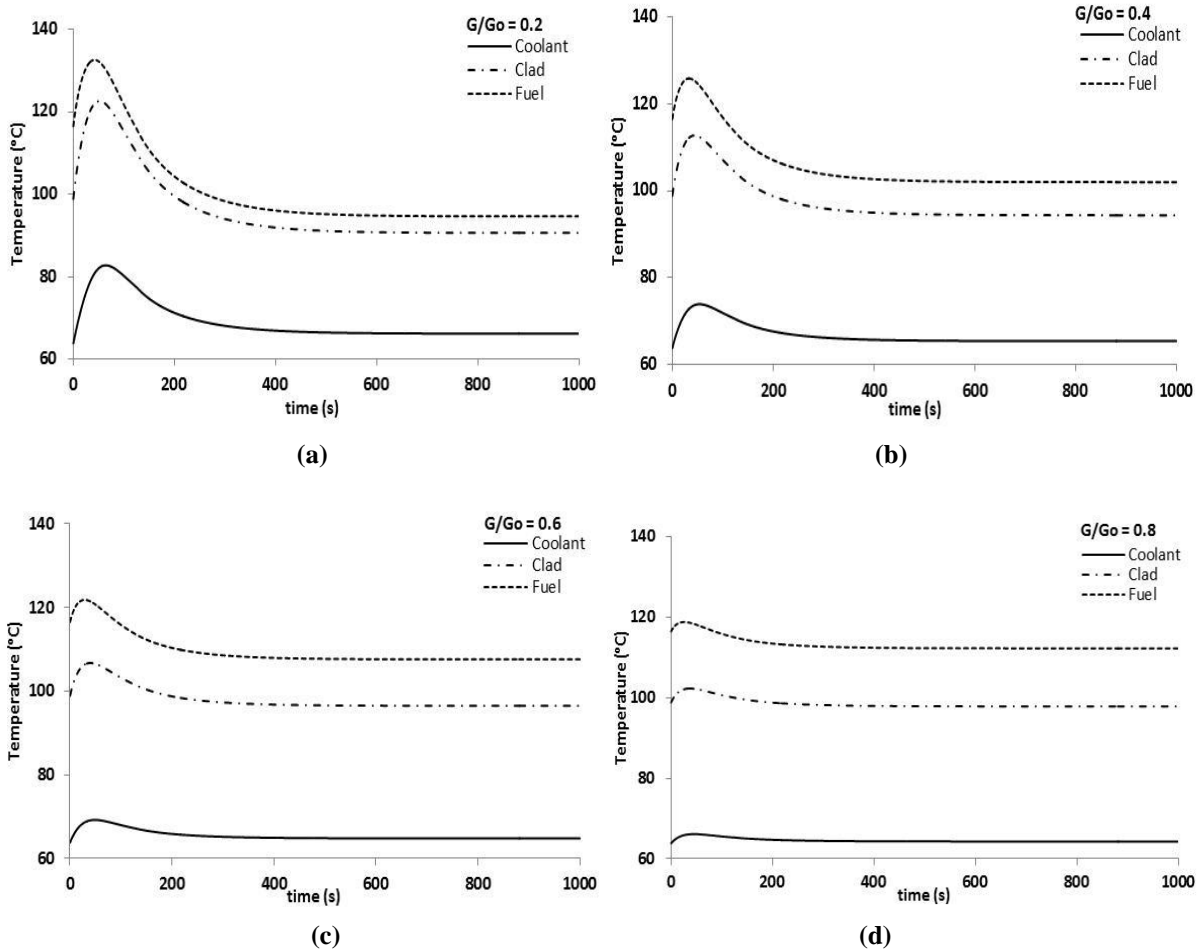 G/Go = 0.2
Coolant
Clad
Fuel
Temperature (°C)
140
120
100
80
60
0 200 400 600 800 1000
time (s)
(a)
G/Go = 0.4
Coolant
Clad
Fuel
Temperature (°C)
140
120
100
80
60
0 200 400 600 800 1000
time (s)
(b)
G/Go = 0.6
Coolant
Clad
Fuel
Temperature (°C)
140
120
100
80
60
0 200 400 600 800 1000
time (s)
(c)
G/Go = 0.8
Coolant
Clad
Fuel
Temperature (°C)
140
120
100
80
60
0 200 400 600 800 1000
time (s)
(d)